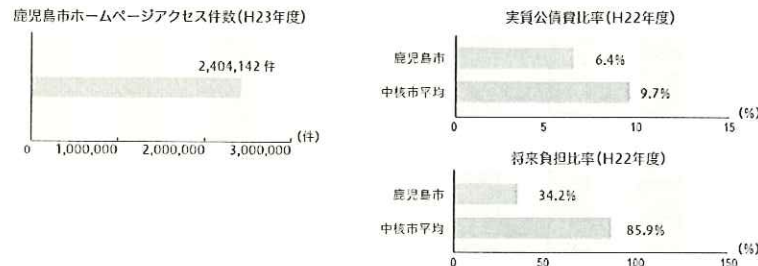 鹿児島市ホームページアクセス件数(H23年度)
2,404,142 件
(件)
0 1,000,000 2,000,000 3,000,000
実質公債費比率(H22年度)
鹿児島市 6.4%
中核市平均 9.7%
(%)
0 5 10 15
将来負担比率(H22年度)
鹿児島市 34.2%
中核市平均 85.9%
(%)
0 50 100 150